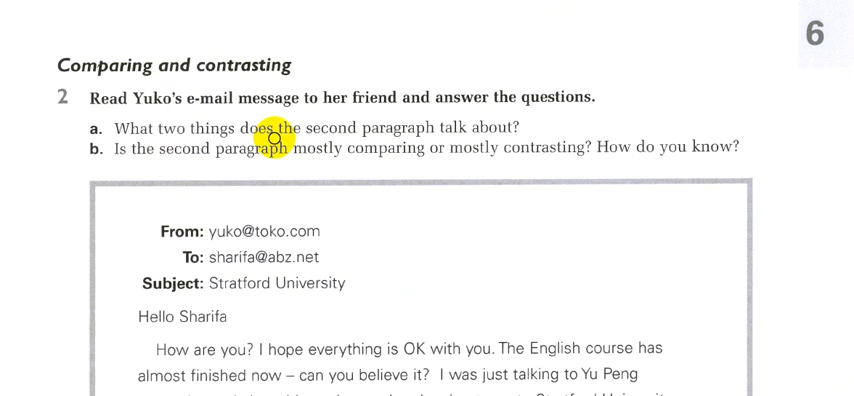 6
Comparing and contrasting
2 Read Yuko's e-mail message to her friend and answer the questions.
a. What two things does the second paragraph talk about?
b. Is the second paragraph mostly comparing or mostly contrasting? How do you know?
From: yuko@toko.com
To: sharifa@abz.net
Subject: Stratford University
Hello Sharifa
How are you? I hope everything is OK with you. The English course has
almost finished now – can you believe it? I was just talking to Yu Peng